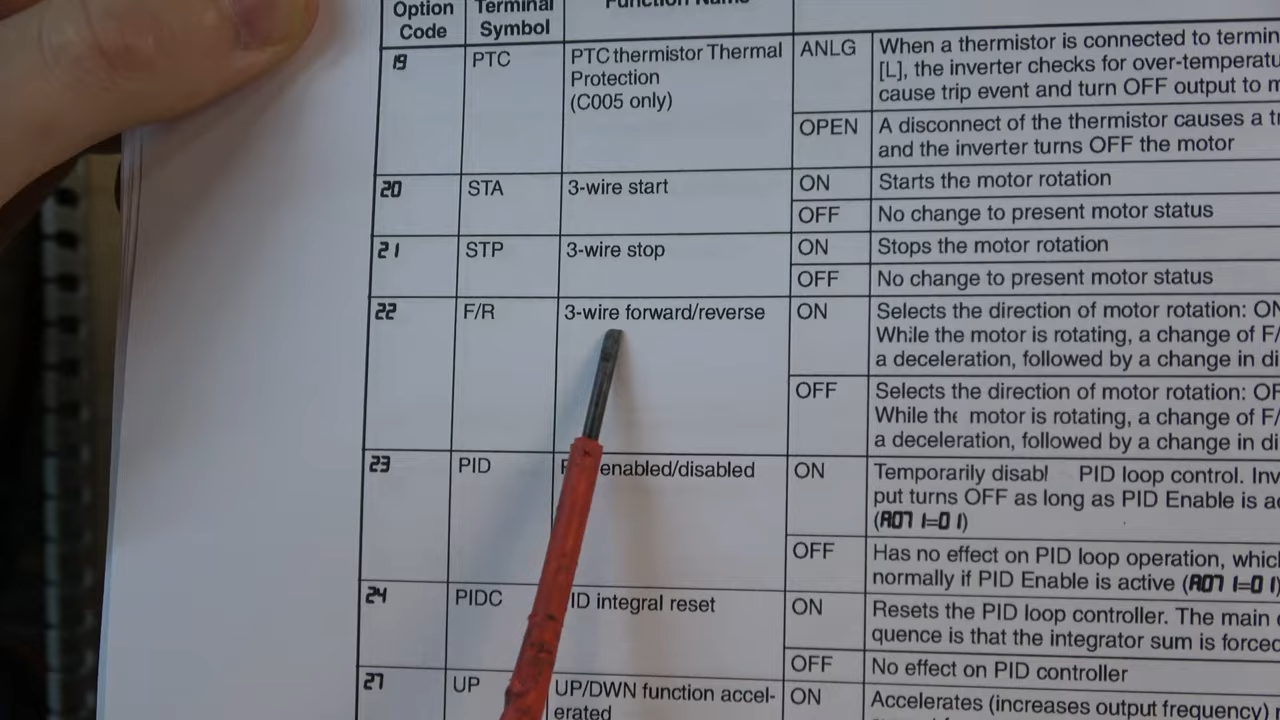 Option
Code
Terminal
Symbol
Function Name
19
PTC
PTC thermistor Thermal
Protection
(C005 only)
ANLG
When a thermistor is connected to
[L], the inverter checks for
cause trip event and turn OFF output to
OPEN
A disconnect of the thermistor causes a
and the inverter turns OFF the motor
20
STA
3-wire start
ON
Starts the motor rotation
OFF
No change to present motor status
21
STP
3-wire stop
ON
Stops the motor rotation
OFF
No change to present motor status
22
F/R
3-wire forward/reverse
ON
Selects the direction of motor rotation:
While the motor is rotating, a change of
a deceleration, followed by a change in
OFF
Selects the direction of motor rotation:
While the motor is rotating, a change of
a deceleration, followed by a change in
23
PID
enabled/disabled
ON
Temporarily PID loop control.
put turns OFF as long as PID Enable is
(A071=01)
OFF
Has no effect on PID loop operation,
normally if PID Enable is active (A071=01)
24
PIDC
integral reset
ON
Resets the PID loop controller. The main
quence is that the integrator sum is forced
OFF
No effect on PID controller
27
UP
UP/DWN function accel-
erated
ON
Accelerates (increases output frequency)